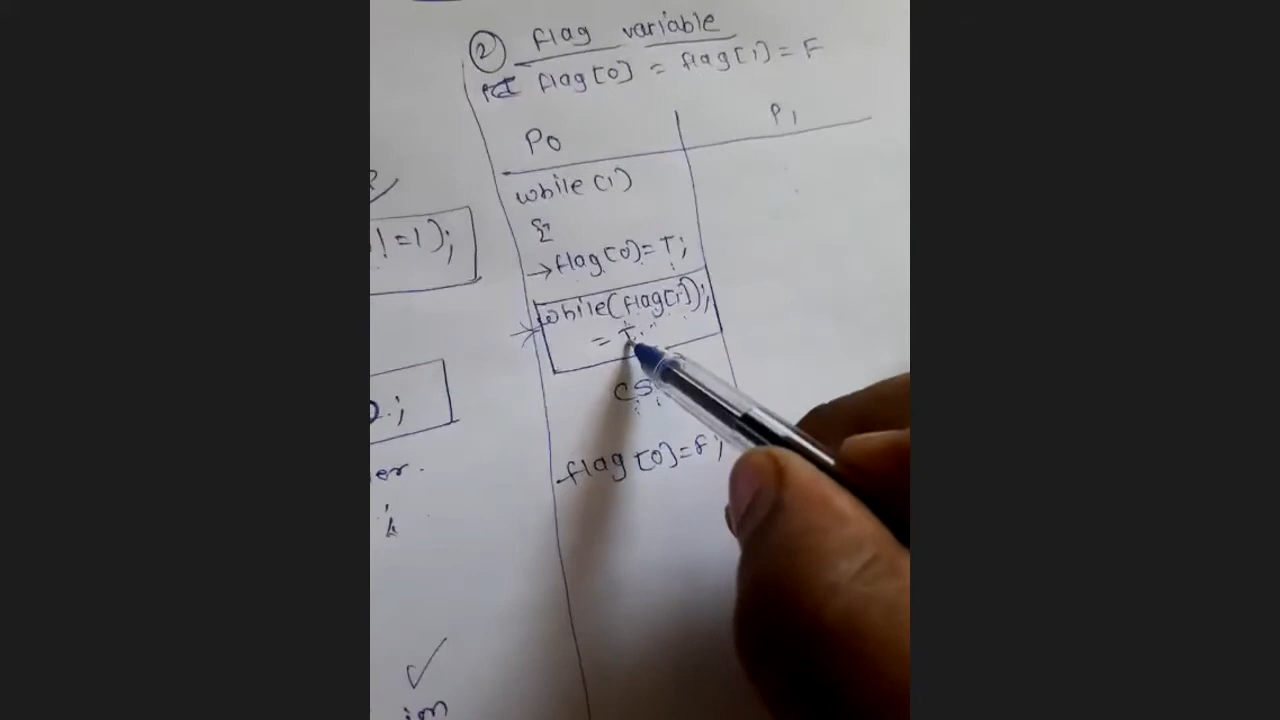 ② flag variable
flag[0] = flag[1] = F
P0
P1
while(1)
{
→ flag[0]=T;
while(flag[1]);
= T
CS
flag[0]=F;
!=1);
;
er.
ion